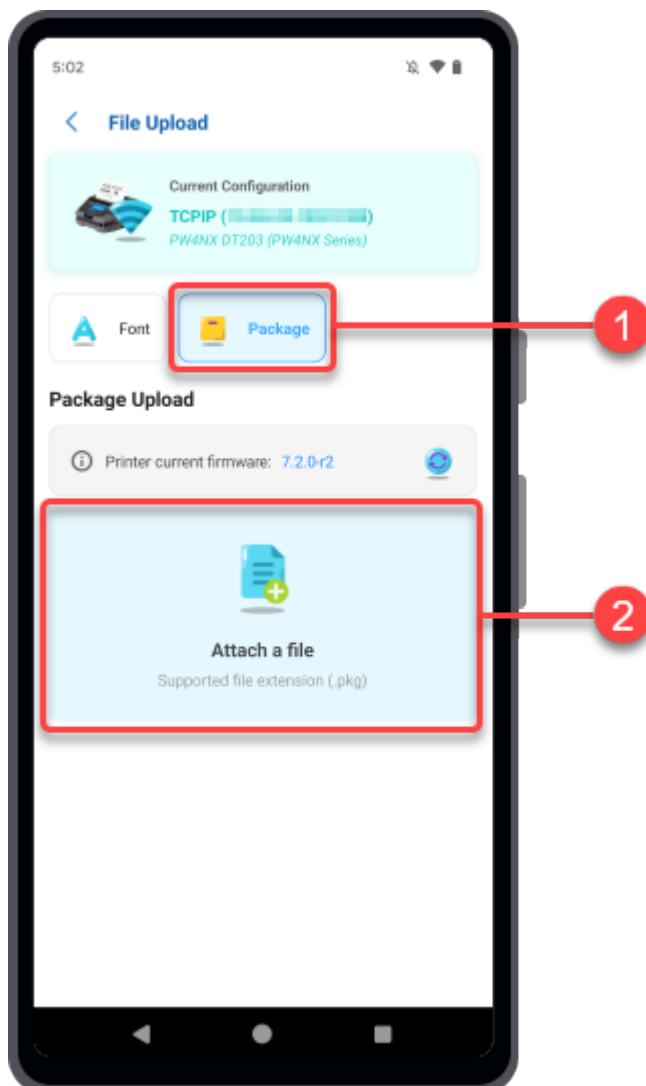 5:02
File Upload
Current Configuration
TCPIP ( )
PW4NX DT203 (PW4NX Series)
Font
Package
1
Package Upload
Printer current firmware: 7.2.0-r2
Attach a file
Supported file extension (.pkg)
2